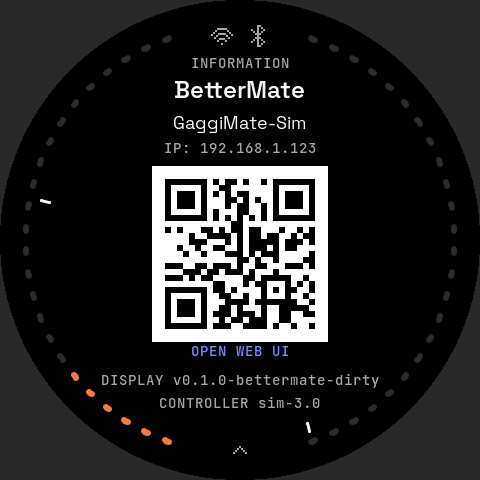 INFORMATION
BetterMate
GaggiMate-Sim
IP: 192.168.1.123
OPEN WEB UI
DISPLAY v0.1.0-bettermate-dirty
CONTROLLER sim-3.0